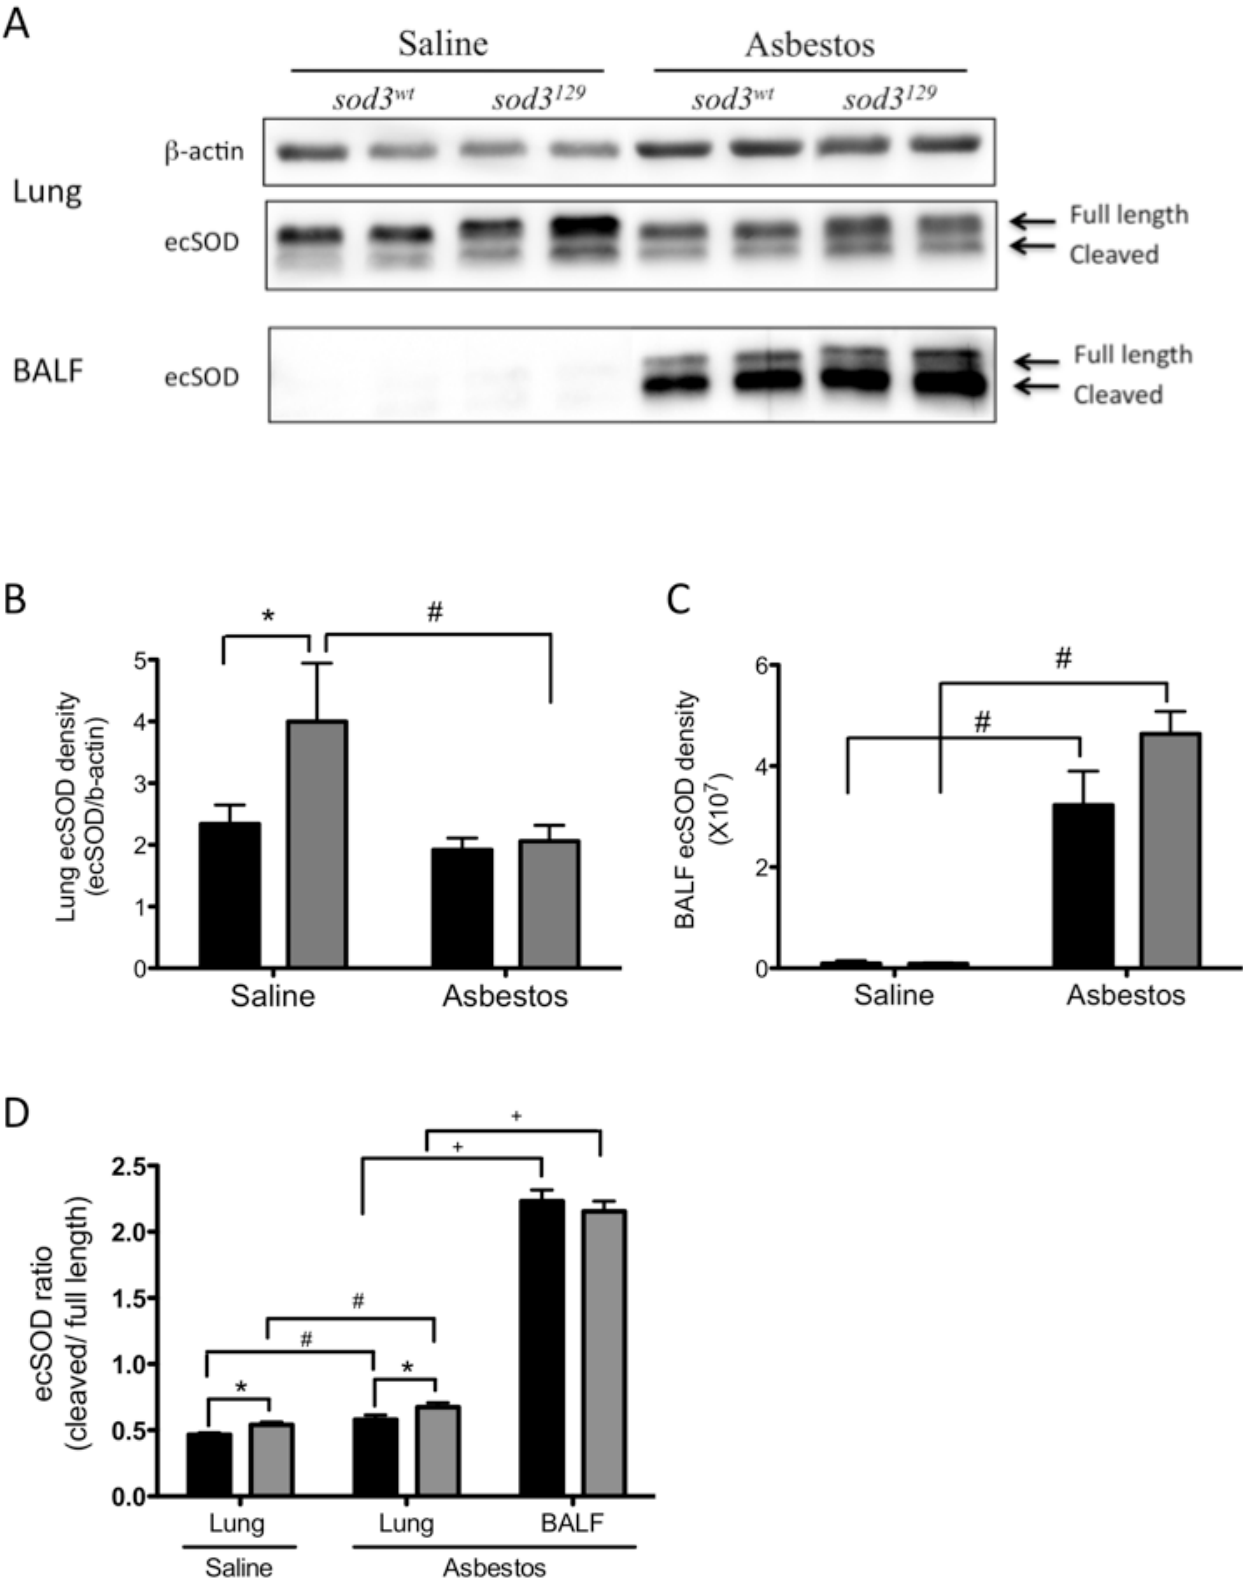 A
Saline Asbestos
sod3wt sod3129 sod3wt sod3129
β-actin
Lung
Full length
ecSOD
Cleaved
BALF
ecSOD
Full length
Cleaved
B
* #
Lung ecSOD density
(ecSOD/b-actin)
5
4
3
2
1
0
Saline Asbestos
C
#
#
BALF ecSOD density
(X107)
6
4
2
0
Saline Asbestos
D
+
+
#
#
*
*
ecSOD ratio
(cleaved/ full length)
2.5
2.0
1.5
1.0
0.5
0.0
Lung Lung BALF
Saline Asbestos